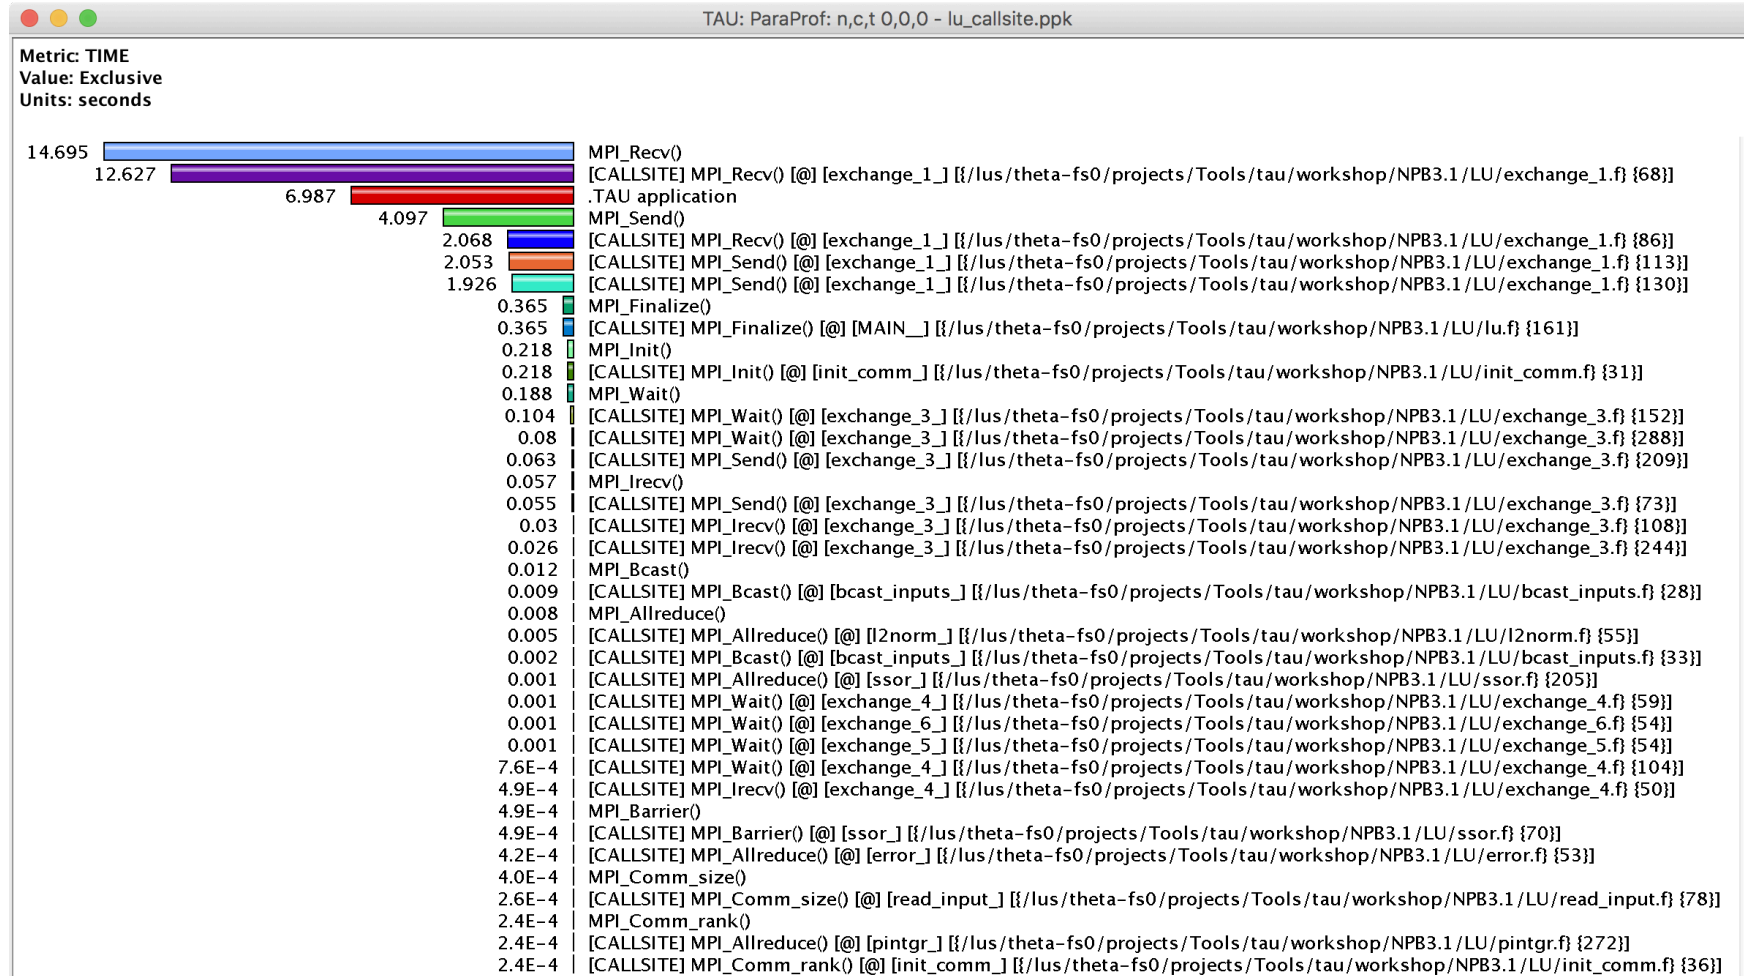 TAU: ParaProf: n,c,t 0,0,0 - lu_callsite.ppk
Metric: TIME
Value: Exclusive
Units: seconds
14.695 MPI_Recv()
12.627 [CALLSITE] MPI_Recv() [@] [exchange_1_] [{/lus/theta-fs0/projects/Tools/tau/workshop/NPB3.1/LU/exchange_1.f} {68}]
6.987 .TAU application
4.097 MPI_Send()
2.068 [CALLSITE] MPI_Recv() [@] [exchange_1_] [{/lus/theta-fs0/projects/Tools/tau/workshop/NPB3.1/LU/exchange_1.f} {86}]
2.053 [CALLSITE] MPI_Send() [@] [exchange_1_] [{/lus/theta-fs0/projects/Tools/tau/workshop/NPB3.1/LU/exchange_1.f} {113}]
1.926 [CALLSITE] MPI_Send() [@] [exchange_1_] [{/lus/theta-fs0/projects/Tools/tau/workshop/NPB3.1/LU/exchange_1.f} {130}]
0.365 MPI_Finalize()
0.365 [CALLSITE] MPI_Finalize() [@] [MAIN__] [{/lus/theta-fs0/projects/Tools/tau/workshop/NPB3.1/LU/lu.f} {161}]
0.218 MPI_Init()
0.218 [CALLSITE] MPI_Init() [@] [init_comm_] [{/lus/theta-fs0/projects/Tools/tau/workshop/NPB3.1/LU/init_comm.f} {31}]
0.188 MPI_Wait()
0.104 [CALLSITE] MPI_Wait() [@] [exchange_3_] [{/lus/theta-fs0/projects/Tools/tau/workshop/NPB3.1/LU/exchange_3.f} {152}]
0.08 [CALLSITE] MPI_Wait() [@] [exchange_3_] [{/lus/theta-fs0/projects/Tools/tau/workshop/NPB3.1/LU/exchange_3.f} {288}]
0.063 [CALLSITE] MPI_Send() [@] [exchange_3_] [{/lus/theta-fs0/projects/Tools/tau/workshop/NPB3.1/LU/exchange_3.f} {209}]
0.057 MPI_Irecv()
0.055 [CALLSITE] MPI_Send() [@] [exchange_3_] [{/lus/theta-fs0/projects/Tools/tau/workshop/NPB3.1/LU/exchange_3.f} {73}]
0.03 [CALLSITE] MPI_Irecv() [@] [exchange_3_] [{/lus/theta-fs0/projects/Tools/tau/workshop/NPB3.1/LU/exchange_3.f} {108}]
0.026 [CALLSITE] MPI_Irecv() [@] [exchange_3_] [{/lus/theta-fs0/projects/Tools/tau/workshop/NPB3.1/LU/exchange_3.f} {244}]
0.012 MPI_Bcast()
0.009 [CALLSITE] MPI_Bcast() [@] [bcast_inputs_] [{/lus/theta-fs0/projects/Tools/tau/workshop/NPB3.1/LU/bcast_inputs.f} {28}]
0.008 MPI_Allreduce()
0.005 [CALLSITE] MPI_Allreduce() [@] [l2norm_] [{/lus/theta-fs0/projects/Tools/tau/workshop/NPB3.1/LU/l2norm.f} {55}]
0.002 [CALLSITE] MPI_Bcast() [@] [bcast_inputs_] [{/lus/theta-fs0/projects/Tools/tau/workshop/NPB3.1/LU/bcast_inputs.f} {33}]
0.001 [CALLSITE] MPI_Allreduce() [@] [ssor_] [{/lus/theta-fs0/projects/Tools/tau/workshop/NPB3.1/LU/ssor.f} {205}]
0.001 [CALLSITE] MPI_Wait() [@] [exchange_4_] [{/lus/theta-fs0/projects/Tools/tau/workshop/NPB3.1/LU/exchange_4.f} {59}]
0.001 [CALLSITE] MPI_Wait() [@] [exchange_6_] [{/lus/theta-fs0/projects/Tools/tau/workshop/NPB3.1/LU/exchange_6.f} {54}]
0.001 [CALLSITE] MPI_Wait() [@] [exchange_5_] [{/lus/theta-fs0/projects/Tools/tau/workshop/NPB3.1/LU/exchange_5.f} {54}]
7.6E-4 [CALLSITE] MPI_Wait() [@] [exchange_4_] [{/lus/theta-fs0/projects/Tools/tau/workshop/NPB3.1/LU/exchange_4.f} {104}]
4.9E-4 [CALLSITE] MPI_Irecv() [@] [exchange_4_] [{/lus/theta-fs0/projects/Tools/tau/workshop/NPB3.1/LU/exchange_4.f} {50}]
4.9E-4 MPI_Barrier()
4.9E-4 [CALLSITE] MPI_Barrier() [@] [ssor_] [{/lus/theta-fs0/projects/Tools/tau/workshop/NPB3.1/LU/ssor.f} {70}]
4.2E-4 [CALLSITE] MPI_Allreduce() [@] [error_] [{/lus/theta-fs0/projects/Tools/tau/workshop/NPB3.1/LU/error.f} {53}]
4.0E-4 MPI_Comm_size()
2.6E-4 [CALLSITE] MPI_Comm_size() [@] [read_input_] [{/lus/theta-fs0/projects/Tools/tau/workshop/NPB3.1/LU/read_input.f} {78}]
2.4E-4 MPI_Comm_rank()
2.4E-4 [CALLSITE] MPI_Allreduce() [@] [pintgr_] [{/lus/theta-fs0/projects/Tools/tau/workshop/NPB3.1/LU/pintgr.f} {272}]
2.4E-4 [CALLSITE] MPI_Comm_rank() [@] [init_comm_] [{/lus/theta-fs0/projects/Tools/tau/workshop/NPB3.1/LU/init_comm.f} {36}]